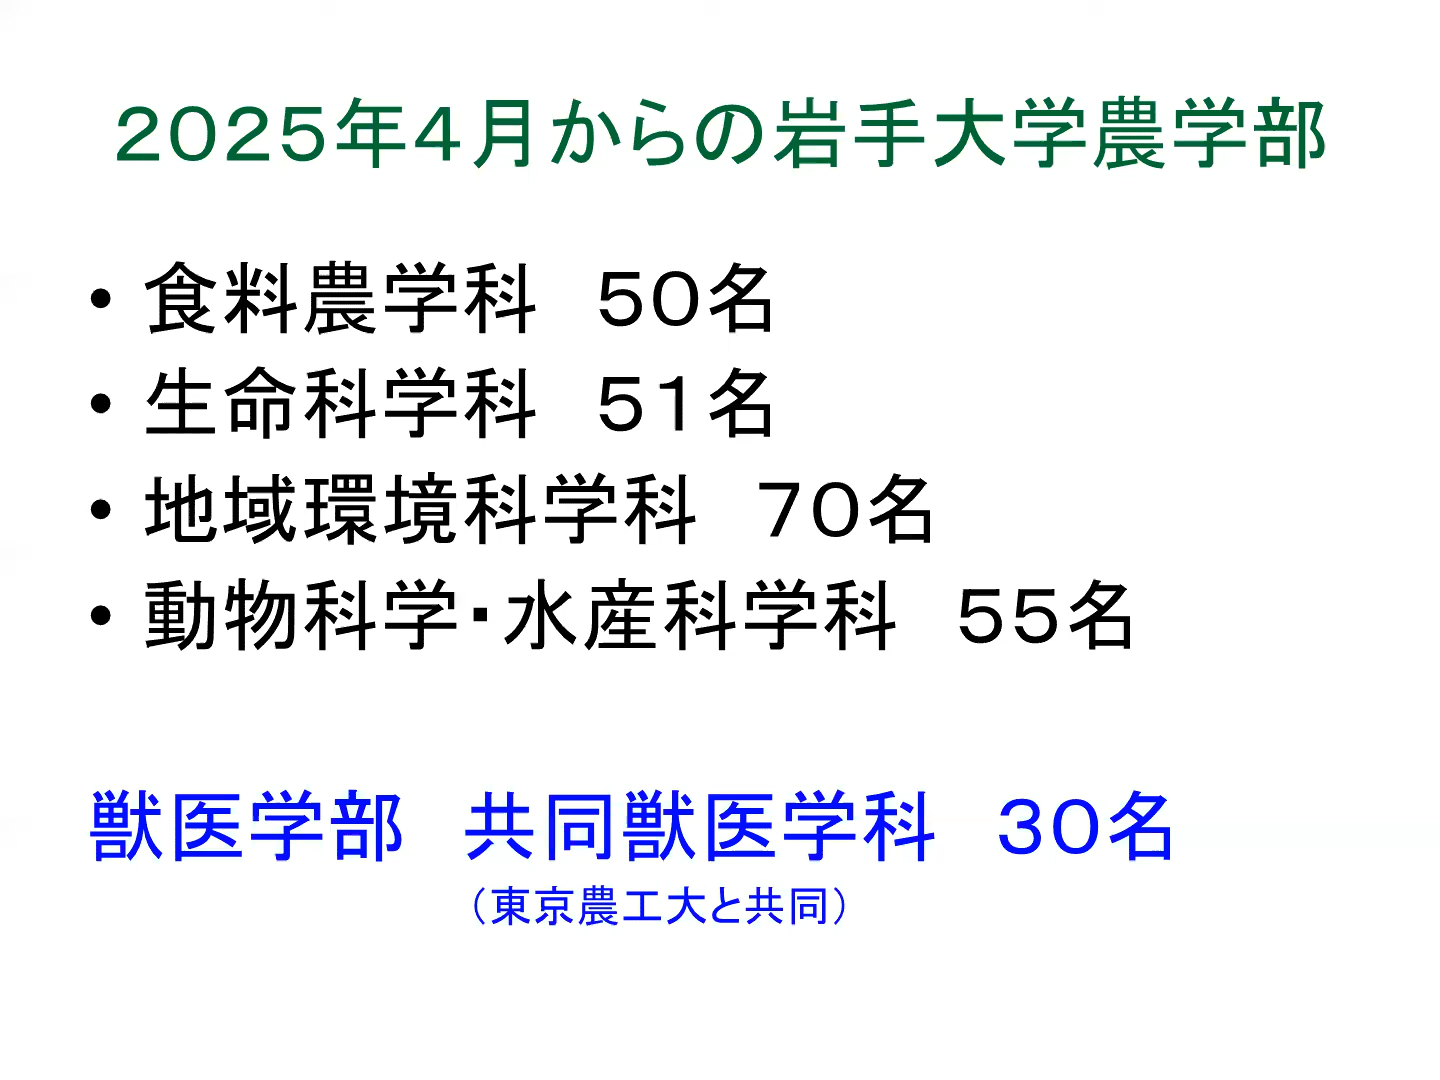 ２０２５年４月からの岩手大学農学部
• 食料農学科　５０名
• 生命科学科　５１名
• 地域環境科学科　７０名
• 動物科学・水産科学科　５５名
獣医学部　共同獣医学科　３０名
（東京農工大と共同）